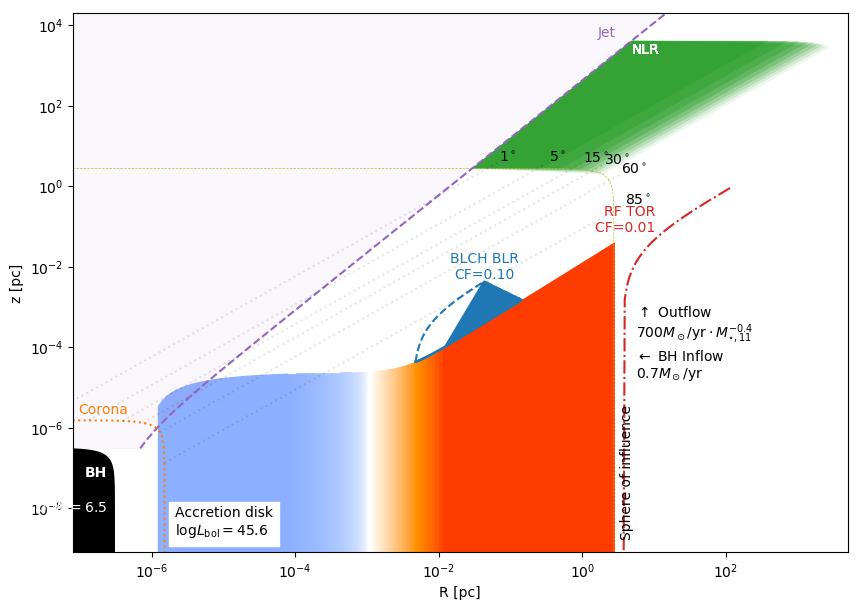 Jet
NLR
1°
5°
15°
30°
60°
85°
RF TOR
CF=0.01
BLCH BLR
CF=0.10
↑ Outflow
700M⊙/yr · M⋆,11^−0.4
← BH Inflow
0.7M⊙/yr
Sphere of influence
Corona
BH
= 6.5
Accretion disk
logLbol = 45.6
z [pc]
10^4
10^2
10^0
10^−2
10^−4
10^−6
10^−8
10^−6
10^−4
10^−2
10^0
10^2
R [pc]